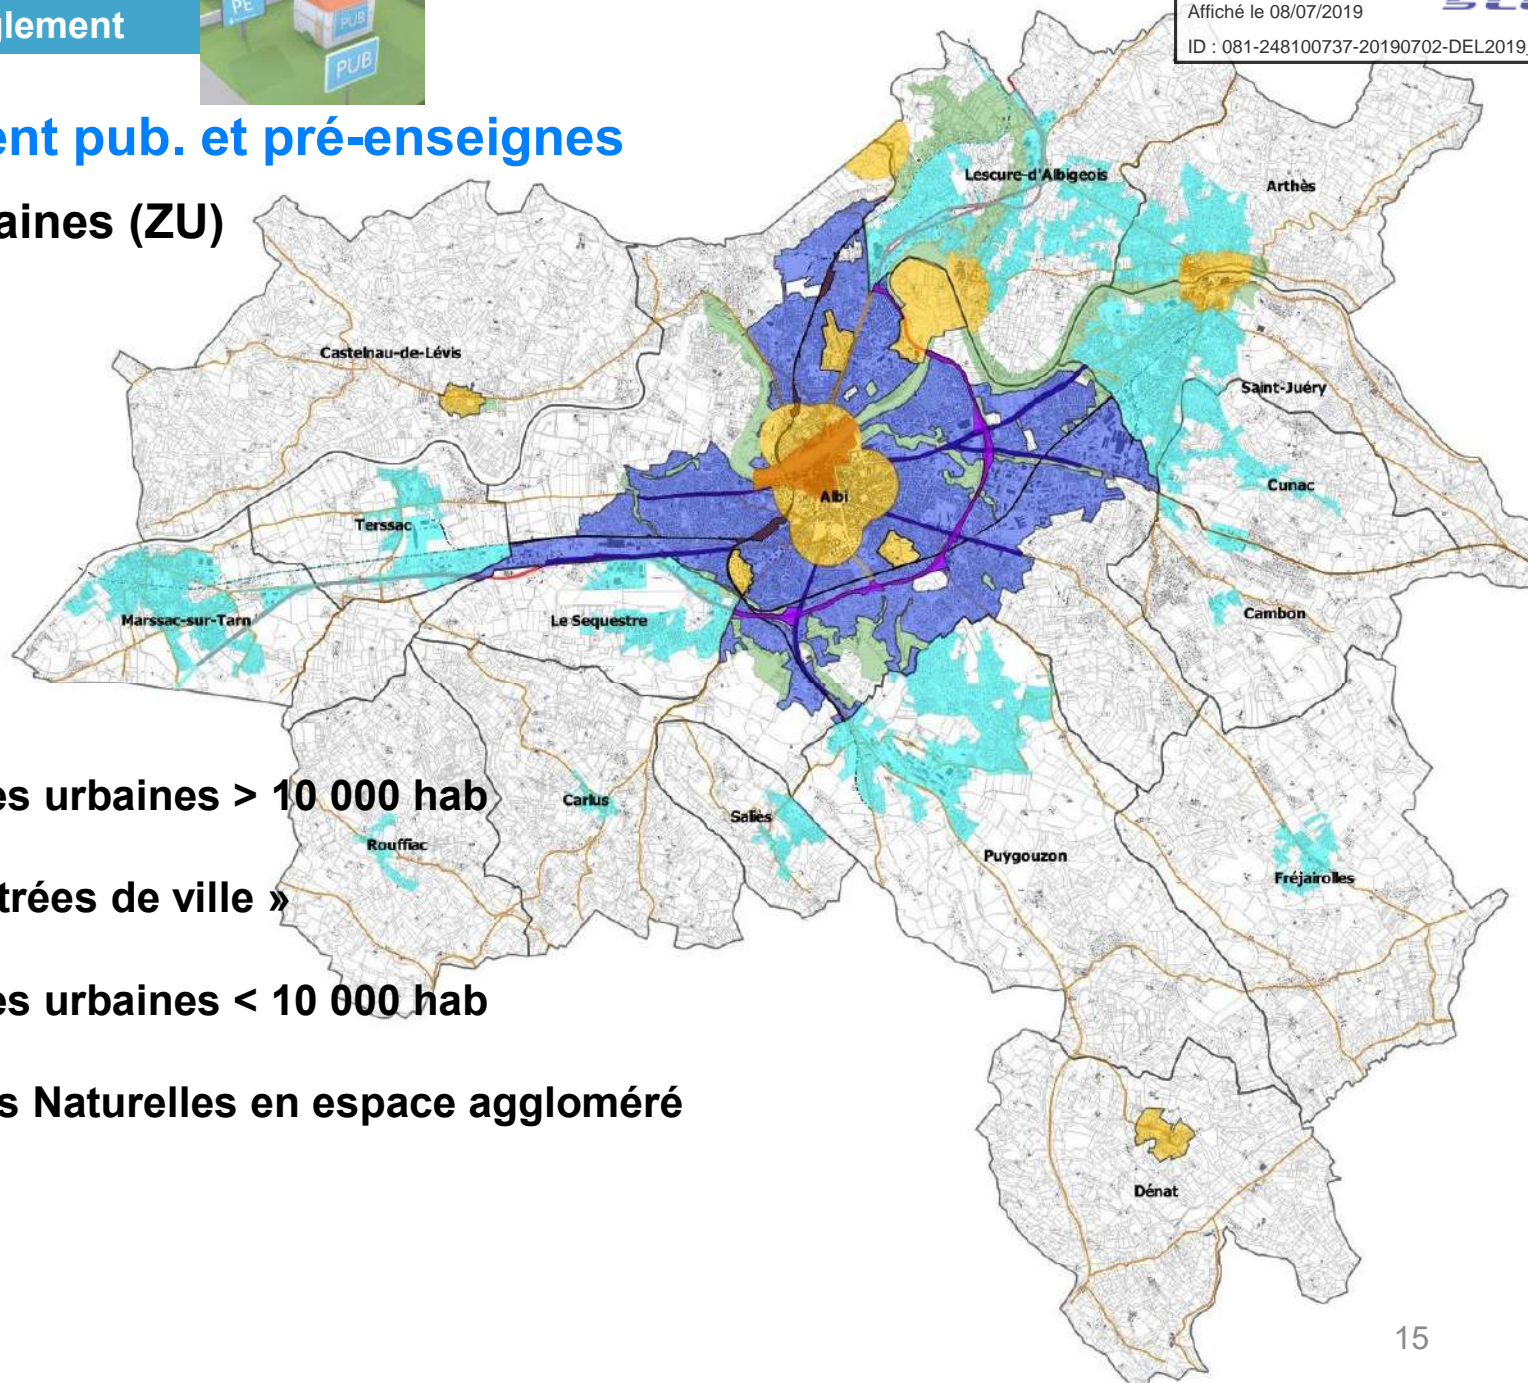 glement
PE
PUB
PUB
Affiché le 08/07/2019
ID : 081-248100737-20190702-DEL2019_
ent pub. et pré-enseignes
aines (ZU)
Lescure-d'Albigeois
Arthès
Castelnau-de-Lévis
Saint-Juéry
Albi
Cunac
Terssac
Marssac-sur-Tarn
Le Sequestre
Cambon
es urbaines > 10 000 hab
Carlus
Saliès
Rouffiac
Puygouzon
Fréjairolles
trées de ville »
es urbaines < 10 000 hab
s Naturelles en espace aggloméré
Dénat
15